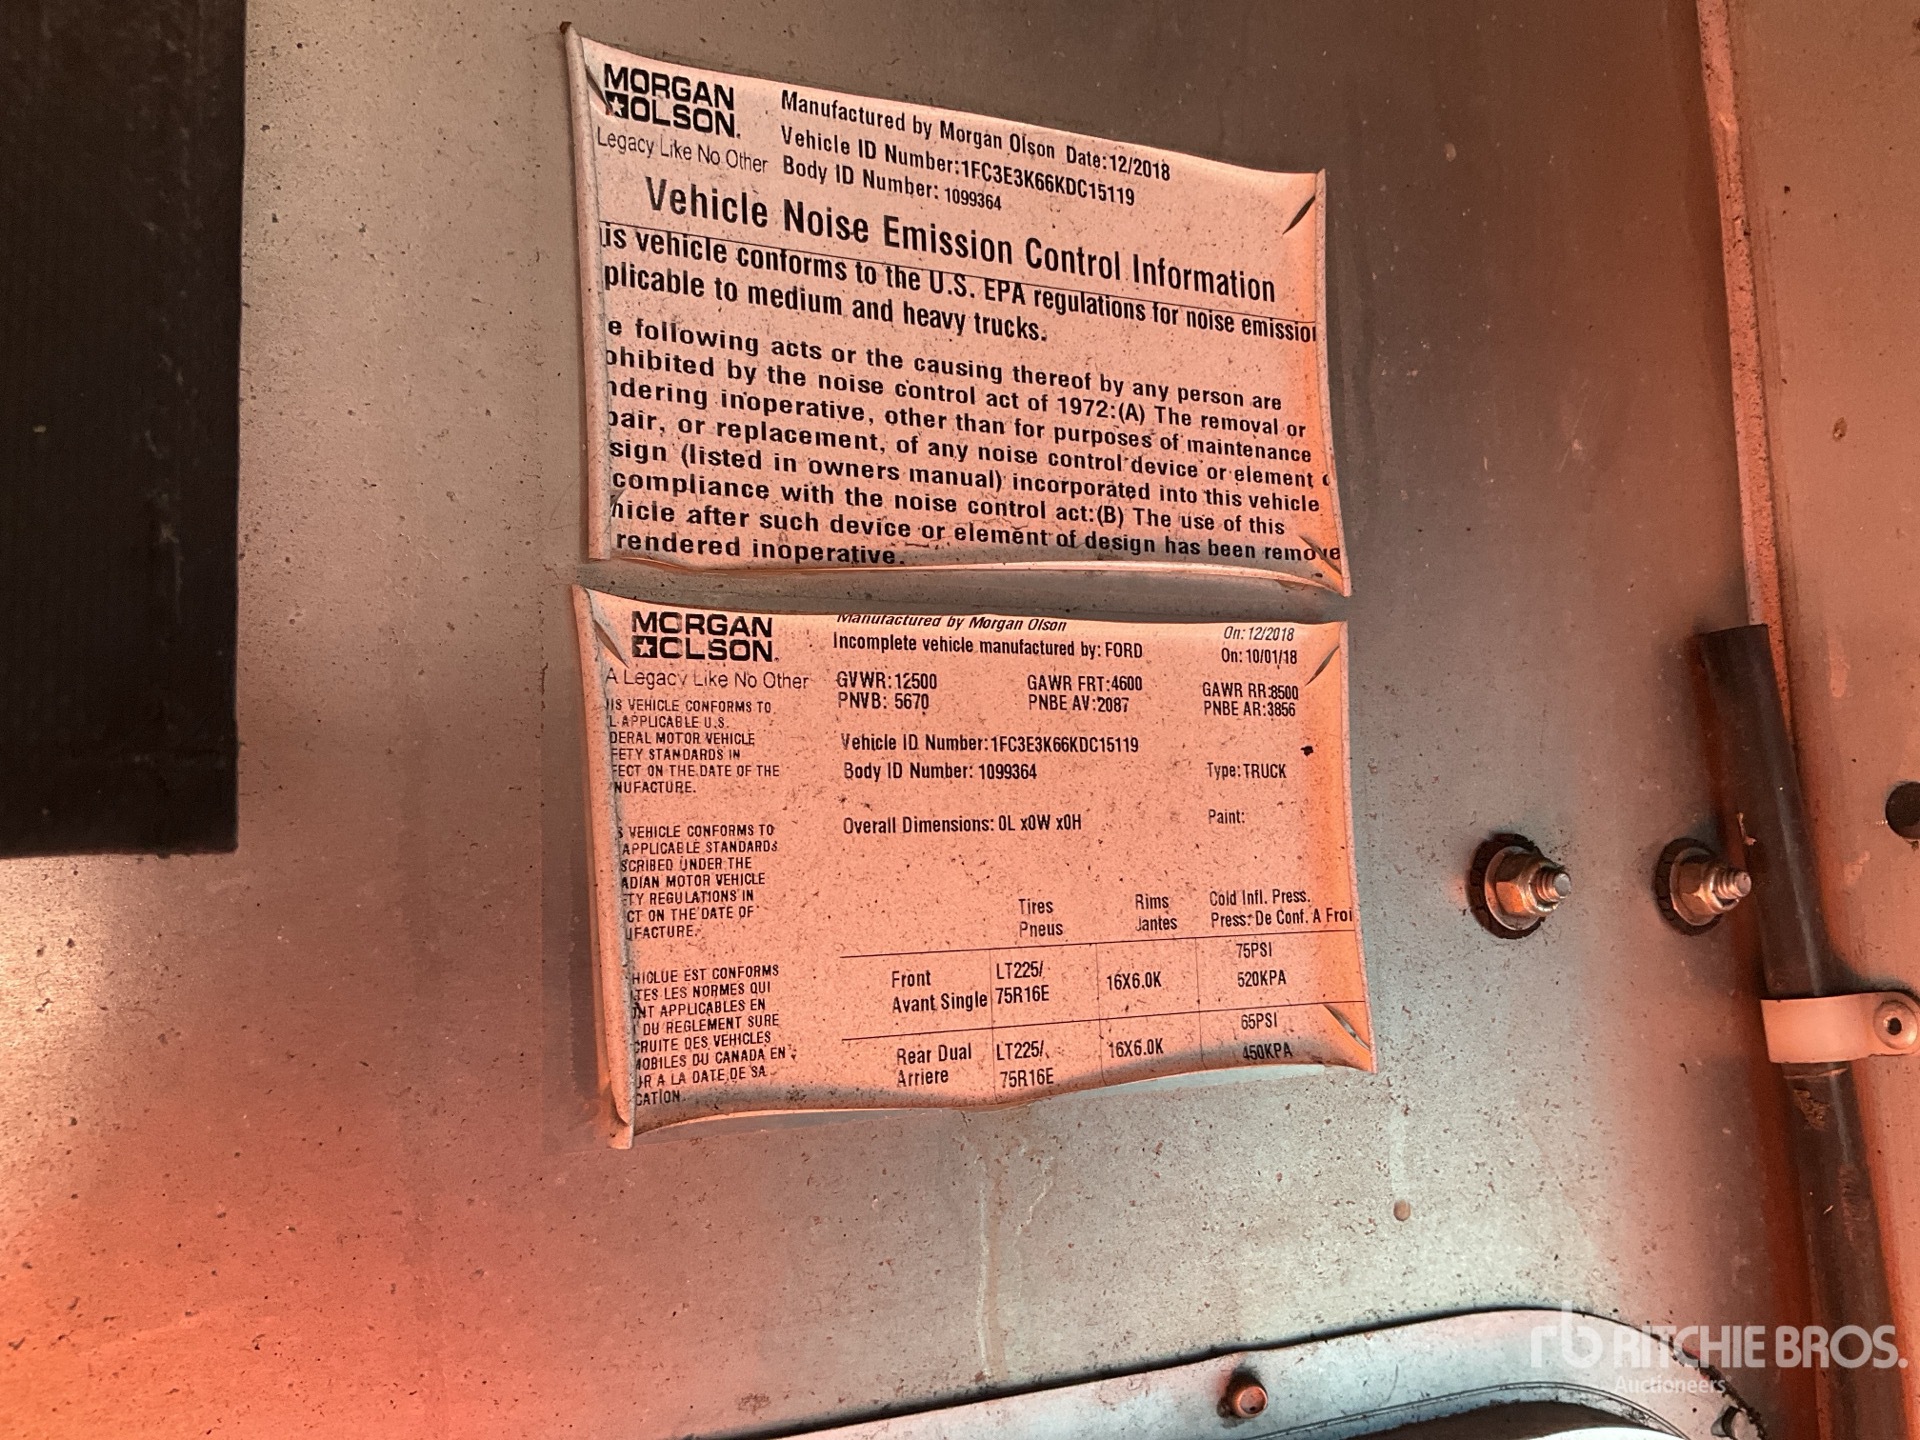 MORGAN
OLSON.
Legacy Like No Other
Manufactured by Morgan Olson Date:12/2018
Vehicle ID Number:1FC3E3K66KDC15119
Body ID Number: 1099364
Vehicle Noise Emission Control Information
is vehicle conforms to the U.S. EPA regulations for noise emission
plicable to medium and heavy trucks.
e following acts or the causing thereof by any person are
ohibited by the noise control act of 1972:(A) The removal or
ndering inoperative, other than for purposes of maintenance
pair, or replacement, of any noise control device or element o
sign (listed in owners manual) incorporated into this vehicle
compliance with the noise control act:(B) The use of this
hicle after such device or element of design has been remove
rendered inoperative.
MORGAN
OLSON.
A Legacy Like No Other
Manufactured by Morgan Olson On: 12/2018
Incomplete vehicle manufactured by: FORD On: 10/01/18
GVWR:12500 GAWR FRT:4600 GAWR RR:8500
PNVB: 5670 PNBE AV:2087 PNBE AR:3856
Vehicle ID Number:1FC3E3K66KDC15119
Body ID Number: 1099364 Type:TRUCK
Overall Dimensions: 0L x0W x0H Paint:
IS VEHICLE CONFORMS TO
L APPLICABLE U.S.
DERAL MOTOR VEHICLE
FETY STANDARDS IN
FECT ON THE DATE OF THE
NUFACTURE.
S VEHICLE CONFORMS TO
APPLICABLE STANDARDS
SCRIBED UNDER THE
ADIAN MOTOR VEHICLE
TY REGULATIONS IN
CT ON THE DATE OF
UFACTURE.
HIGLUE EST CONFORMS
TES LES NORMES QUI
NT APPLICABLES EN
DU REGLEMENT SURE
CRUITE DES VEHICLES
MOBILES DU CANADA EN
UR A LA DATE DE SA
CATION.
Tires Rims Cold Infl. Press.
Pneus Jantes Press: De Conf. A Froi
Front LT225/ 16X6.0K 75PSI
Avant Single 75R16E 520KPA
Rear Dual LT225/ 16X6.0K 65PSI
Arriere 75R16E 450KPA
rb RITCHIE BROS.
Auctioneers